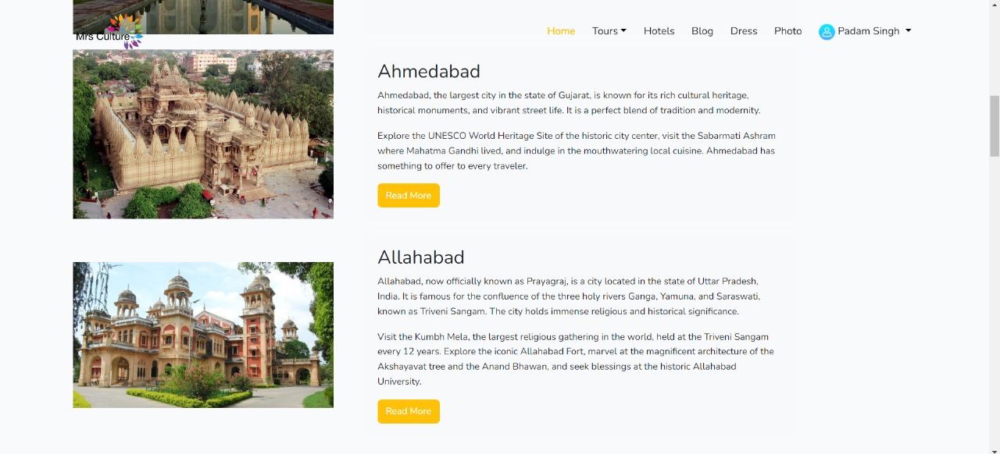 Mrs Culture
Home Tours Hotels Blog Dress Photo Padam Singh
Ahmedabad
Ahmedabad, the largest city in the state of Gujarat, is known for its rich cultural heritage,
historical monuments, and vibrant street life. It is a perfect blend of tradition and modernity.
Explore the UNESCO World Heritage Site of the historic city center, visit the Sabarmati Ashram
where Mahatma Gandhi lived, and indulge in the mouthwatering local cuisine. Ahmedabad has
something to offer to every traveler.
Read More
Allahabad
Allahabad, now officially known as Prayagraj, is a city located in the state of Uttar Pradesh,
India. It is famous for the confluence of the three holy rivers Ganga, Yamuna, and Saraswati,
known as Triveni Sangam. The city holds immense religious and historical significance.
Visit the Kumbh Mela, the largest religious gathering in the world, held at the Triveni Sangam
every 12 years. Explore the iconic Allahabad Fort, marvel at the magnificent architecture of the
Akshayavat tree and the Anand Bhawan, and seek blessings at the historic Allahabad
University.
Read More